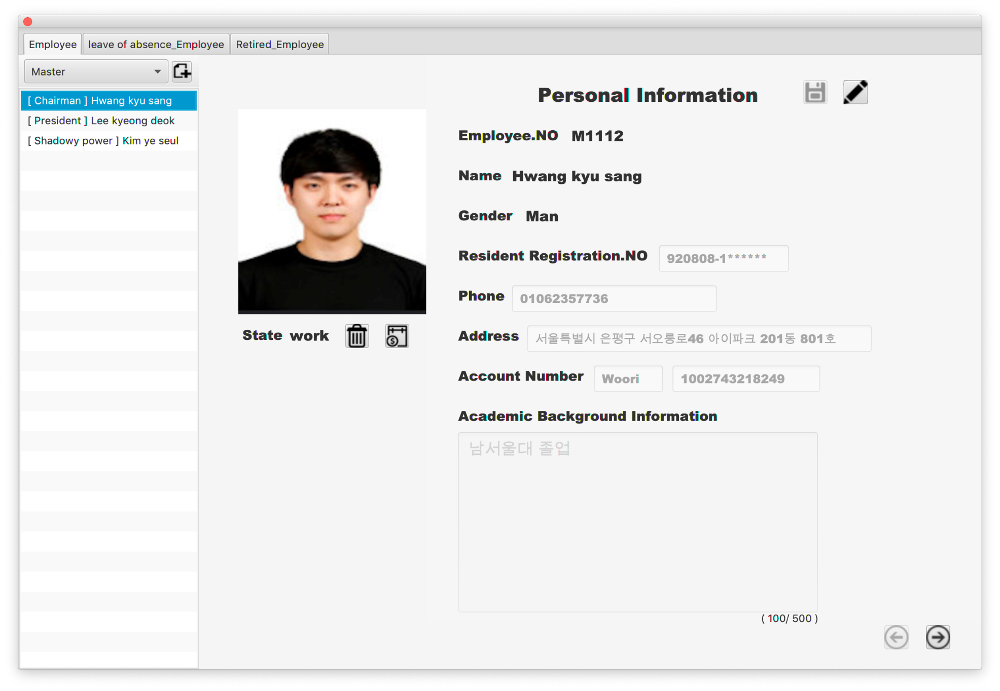 Employee
leave of absence_Employee
Retired_Employee
Master
[ Chairman ] Hwang kyu sang
[ President ] Lee kyeong deok
[ Shadowy power ] Kim ye seul
Personal Information
Employee.NO M1112
Name Hwang kyu sang
Gender Man
Resident Registration.NO 920808-1******
Phone 01062357736
State work
Address 서울특별시 은평구 서오릉로46 아이파크 201동 801호
Account Number Woori 1002743218249
Academic Background Information
남서울대 졸업
( 100/ 500 )